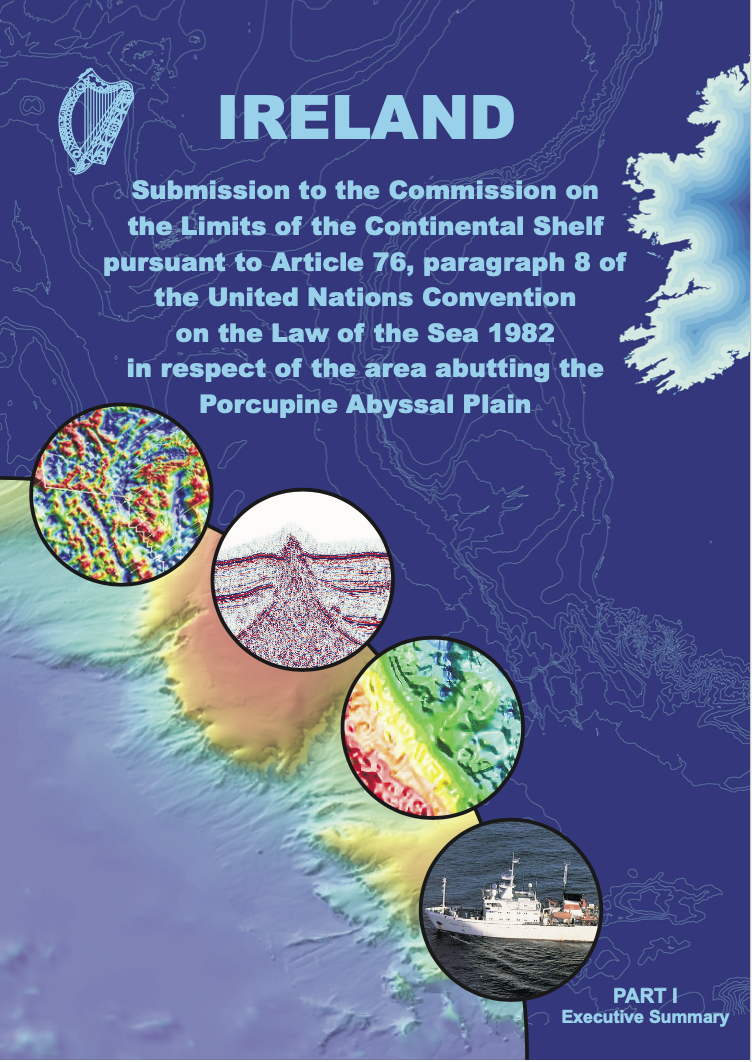 IRELAND
Submission to the Commission on
the Limits of the Continental Shelf
pursuant to Article 76, paragraph 8 of
the United Nations Convention
on the Law of the Sea 1982
in respect of the area abutting the
Porcupine Abyssal Plain
PART I
Executive Summary